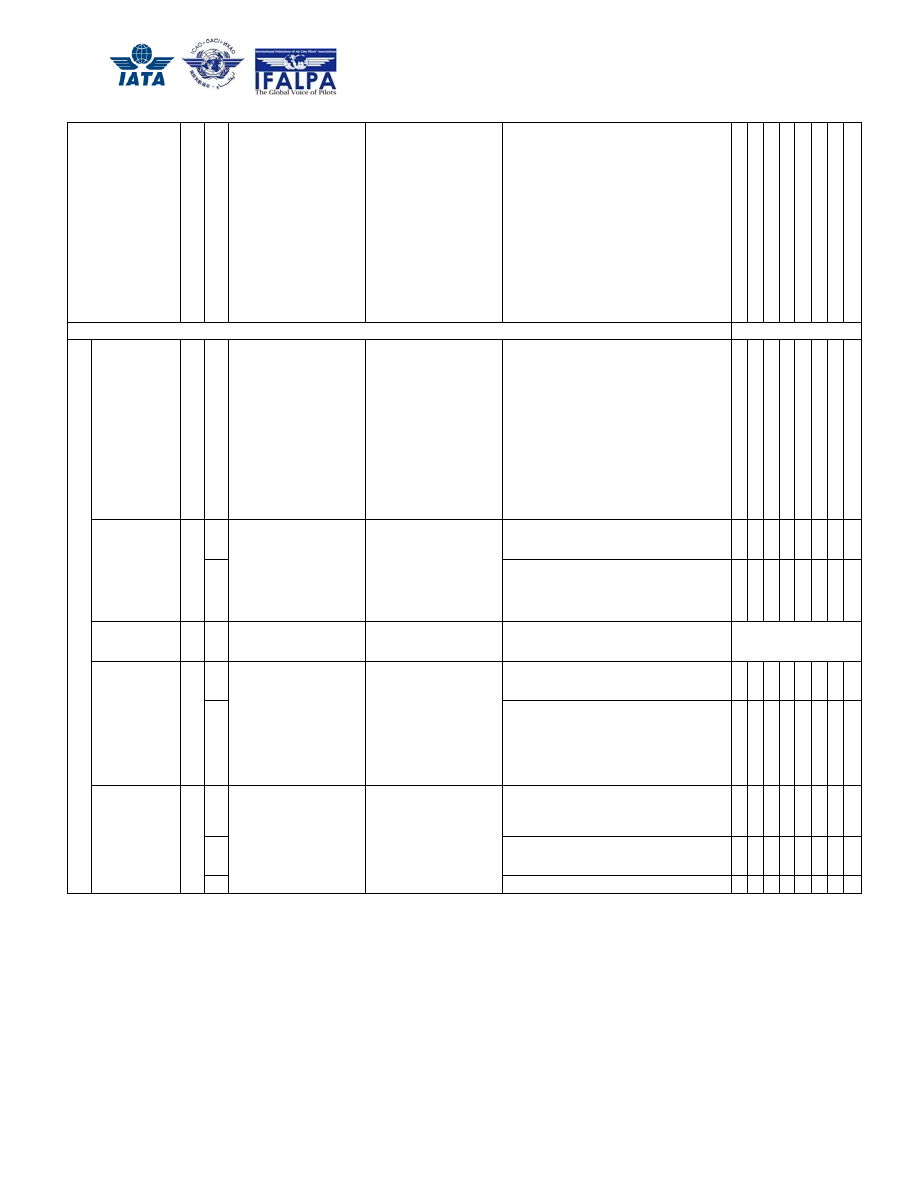 IATA
ICAO · OACI · ИКАО
International Federation of Air Line Pilots' Associations
IFALPA
The Global Voice of Pilots